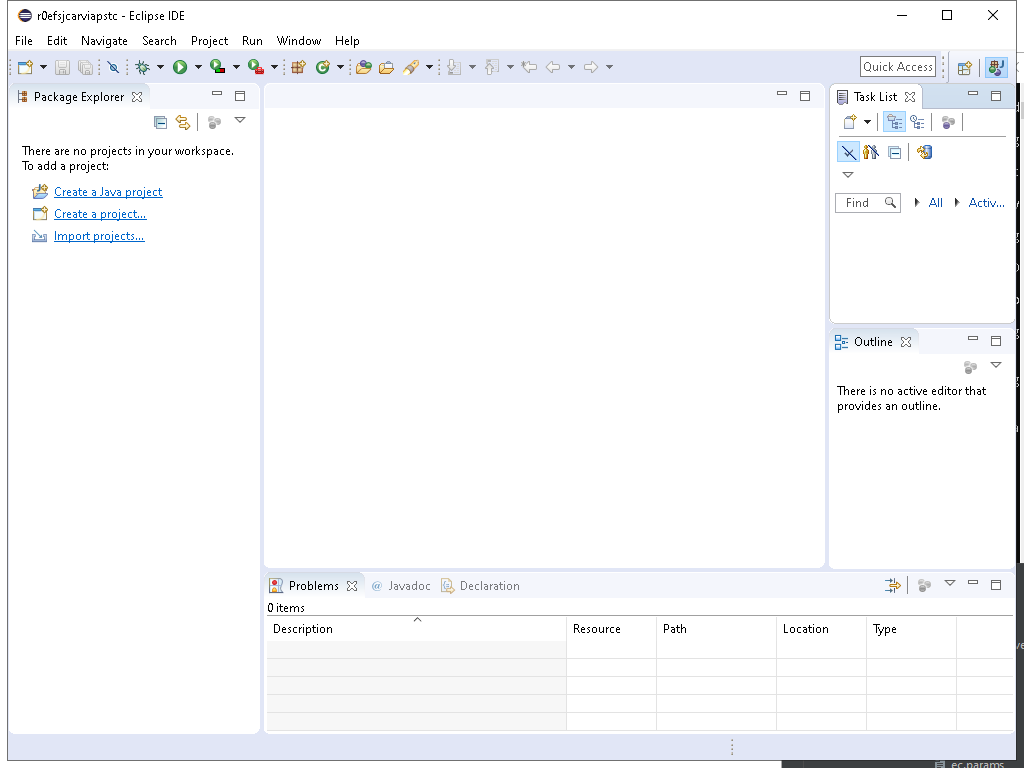 r0efsjcarviapstc - Eclipse IDE
File Edit Navigate Search Project Run Window Help
Quick Access
Package Explorer
There are no projects in your workspace.
To add a project:
Create a Java project
Create a project...
Import projects...
Task List
Find
All
Activ...
Outline
There is no active editor that
provides an outline.
Problems @ Javadoc Declaration
0 items
Description Resource Path Location Type
ec.params